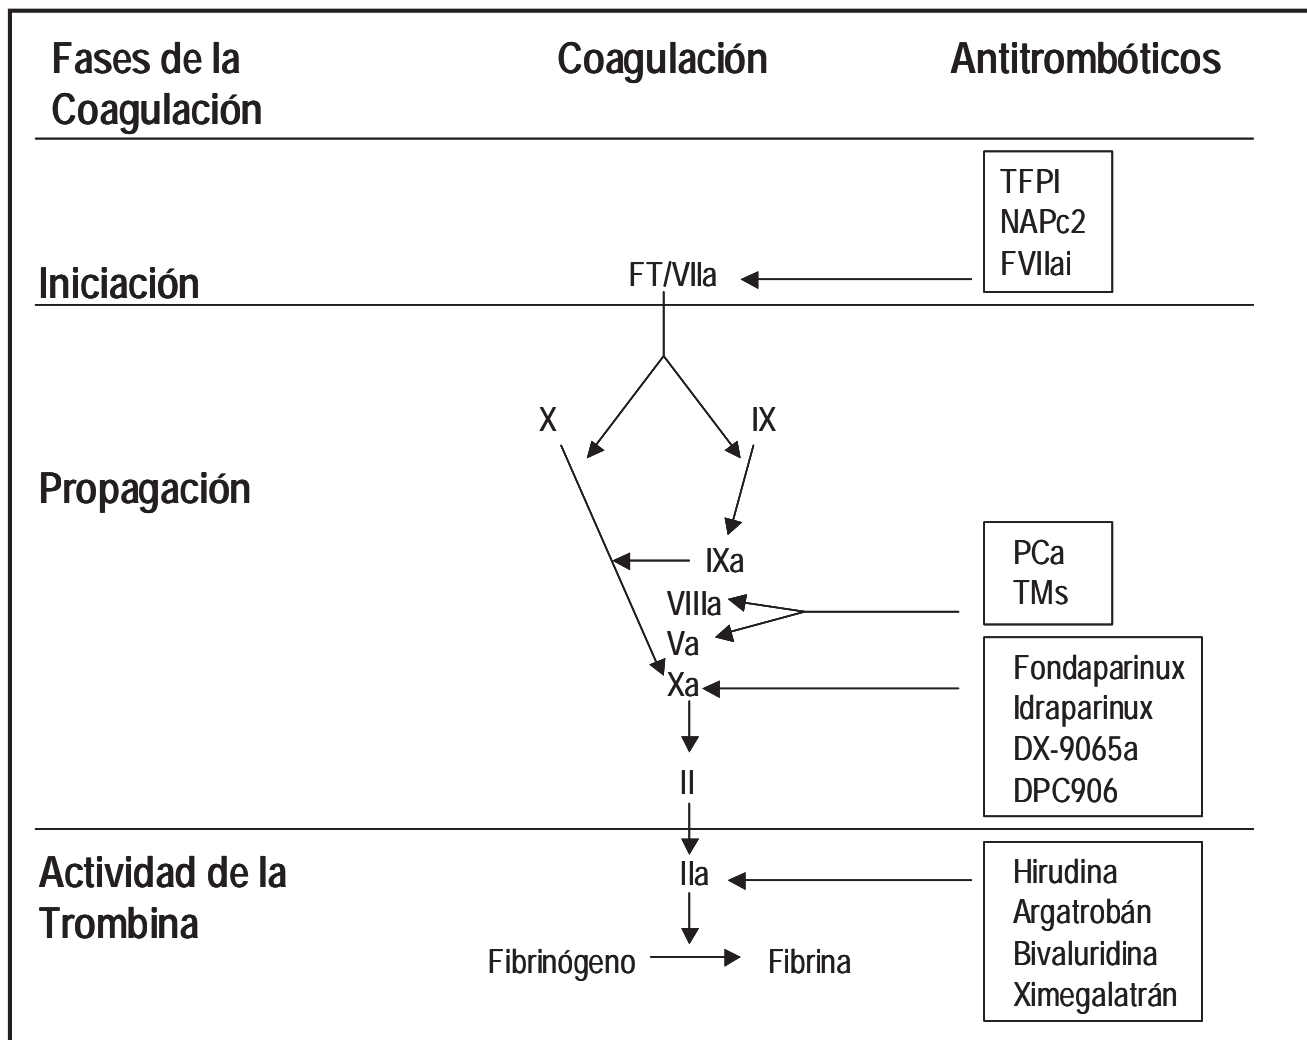 Fases de la
Coagulación
Coagulación
Antitrombóticos
TFPI
NAPc2
FVIIai
Iniciación
FT/VIIa
X
IX
Propagación
IXa
VIIIa
Va
Xa
PCa
TMs
Fondaparinux
Idraparinux
DX-9065a
DPC906
II
Actividad de la
Trombina
IIa
Hirudina
Argatrobán
Bivaluridina
Ximegalatrán
Fibrinógeno
Fibrina